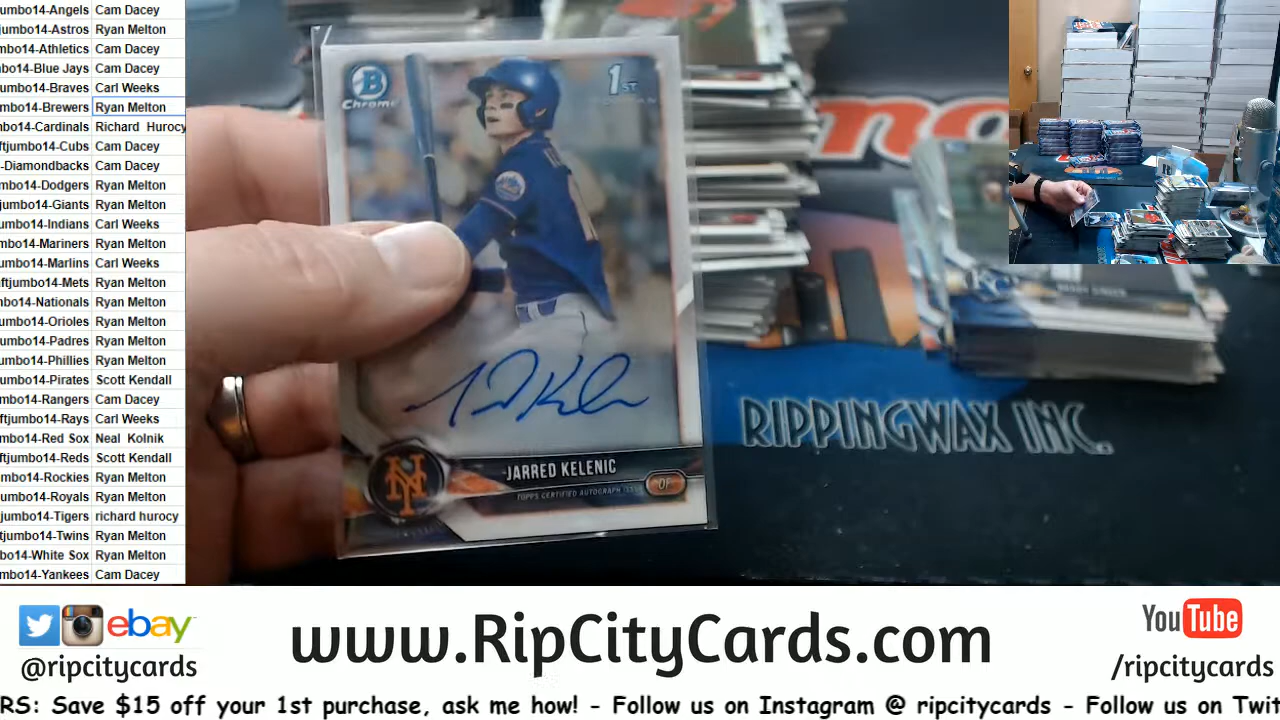 umbo14-Angels Cam Dacey
jumbo14-Astros Ryan Melton
mbo14-Athletics Cam Dacey
bo14-Blue Jays Cam Dacey
umbo14-Braves Carl Weeks
mbo14-Brewers Ryan Melton
bo14-Cardinals Richard Hurocy
ftjumbo14-Cubs Cam Dacey
-Diamondbacks Cam Dacey
mbo14-Dodgers Ryan Melton
umbo14-Giants Ryan Melton
umbo14-Indians Carl Weeks
mbo14-Mariners Ryan Melton
umbo14-Marlins Carl Weeks
aftjumbo14-Mets Ryan Melton
bo14-Nationals Ryan Melton
umbo14-Orioles Ryan Melton
umbo14-Padres Ryan Melton
umbo14-Phillies Ryan Melton
umbo14-Pirates Scott Kendall
mbo14-Rangers Cam Dacey
ftjumbo14-Rays Carl Weeks
mbo14-Red Sox Neal Kolnik
ftjumbo14-Reds Scott Kendall
mbo14-Rockies Ryan Melton
umbo14-Royals Ryan Melton
jumbo14-Tigers richard hurocy
ftjumbo14-Twins Ryan Melton
bo14-White Sox Ryan Melton
mbo14-Yankees Cam Dacey
B
Chrome
1ST
NY
JARRED KELENIC
TOPPS CERTIFIED AUTOGRAPH ISSUE
OF
RIPPINGWAX INC.
ebay
@ripcitycards
www.RipCityCards.com
YouTube
/ripcitycards
RS: Save $15 off your 1st purchase, ask me how! - Follow us on Instagram @ ripcitycards - Follow us on Twit